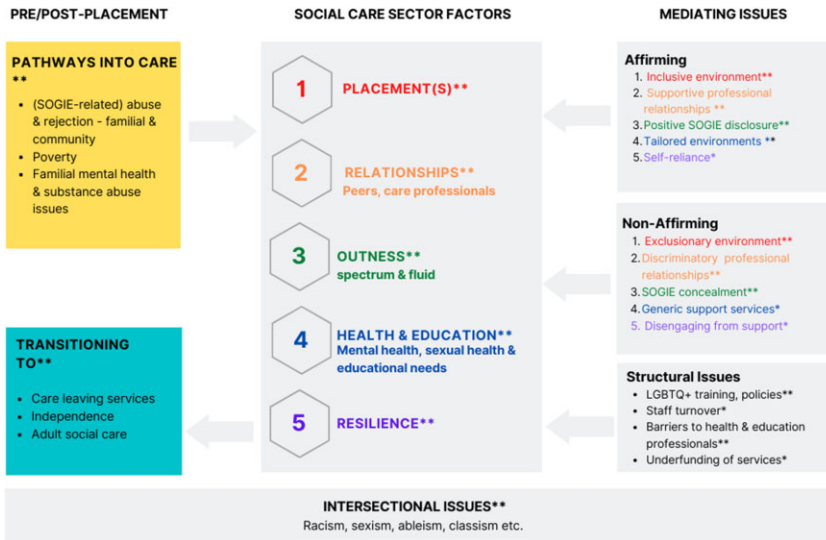 PRE/POST-PLACEMENT
SOCIAL CARE SECTOR FACTORS
MEDIATING ISSUES
PATHWAYS INTO CARE
**
• (SOGIE-related) abuse
& rejection - familial &
community
• Poverty
• Familial mental health
& substance abuse
issues
TRANSITIONING
TO**
• Care leaving services
• Independence
• Adult social care
1 PLACEMENT(S)**
2 RELATIONSHIPS**
Peers, care professionals
3 OUTNESS**
spectrum & fluid
4 HEALTH & EDUCATION**
Mental health, sexual health &
educational needs
5 RESILIENCE**
Affirming
1. Inclusive environment**
2. Supportive professional
relationships **
3. Positive SOGIE disclosure**
4. Tailored environments **
5. Self-reliance*
Non-Affirming
1. Exclusionary environment**
2. Discriminatory professional
relationships**
3. SOGIE concealment**
4. Generic support services*
5. Disengaging from support*
Structural Issues
• LGBTQ+ training, policies**
• Staff turnover*
• Barriers to health & education
professionals**
• Underfunding of services*
INTERSECTIONAL ISSUES**
Racism, sexism, ableism, classism etc.